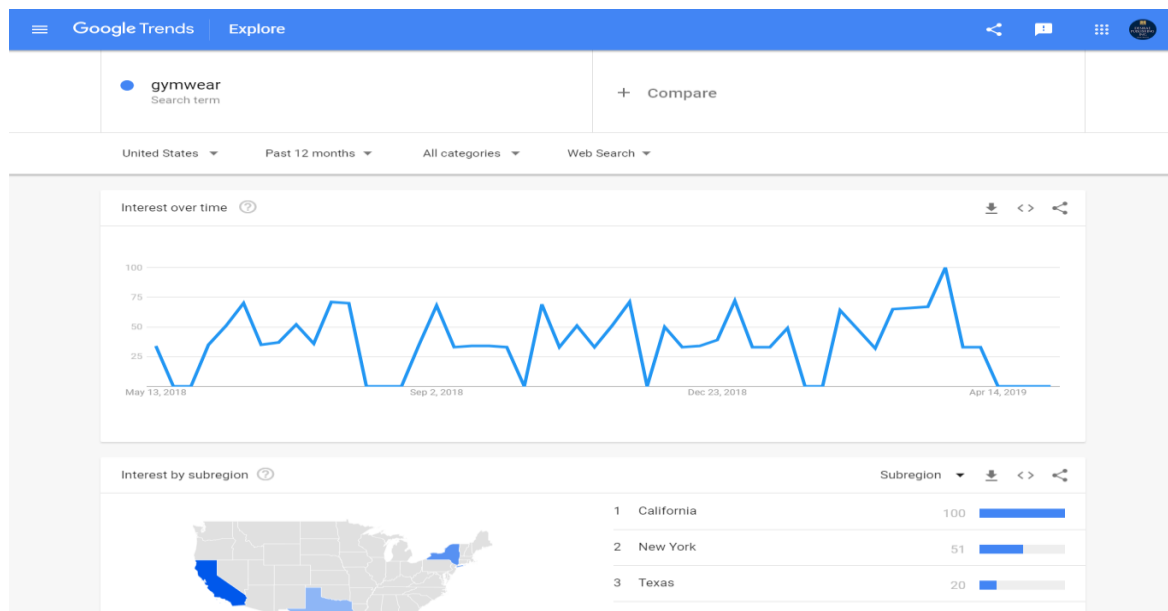 Google Trends Explore
gymwear
Search term
+ Compare
United States Past 12 months All categories Web Search
Interest over time ?
100
75
50
25
May 13, 2018 Sep 2, 2018 Dec 23, 2018 Apr 14, 2019
Interest by subregion ? Subregion
1 California 100
2 New York 51
3 Texas 20